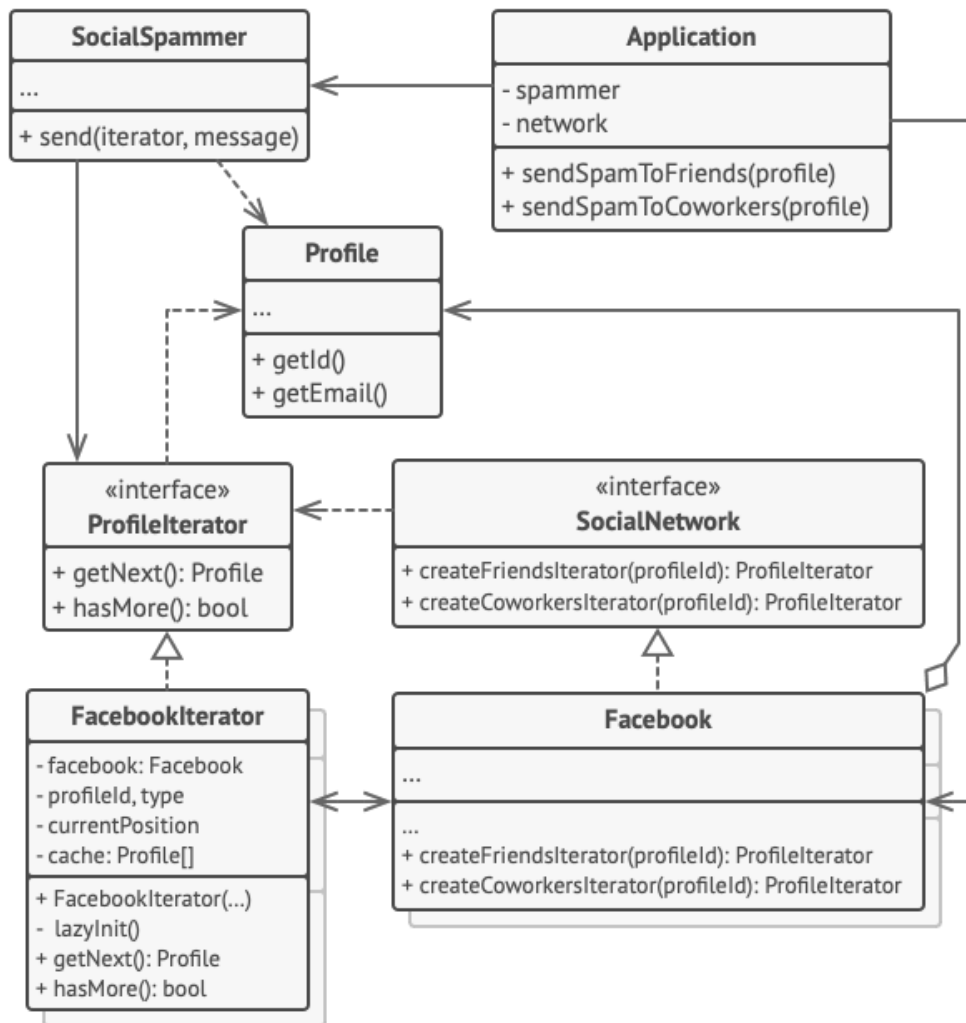 SocialSpammer
...
+ send(iterator, message)
Application
- spammer
- network
+ sendSpamToFriends(profile)
+ sendSpamToCoworkers(profile)
Profile
...
+ getId()
+ getEmail()
«interface»
ProfileIterator
+ getNext(): Profile
+ hasMore(): bool
«interface»
SocialNetwork
+ createFriendsIterator(profileId): ProfileIterator
+ createCoworkersIterator(profileId): ProfileIterator
FacebookIterator
- facebook: Facebook
- profileId, type
- currentPosition
- cache: Profile[]
+ FacebookIterator(...)
- lazyInit()
+ getNext(): Profile
+ hasMore(): bool
Facebook
...
...
+ createFriendsIterator(profileId): ProfileIterator
+ createCoworkersIterator(profileId): ProfileIterator